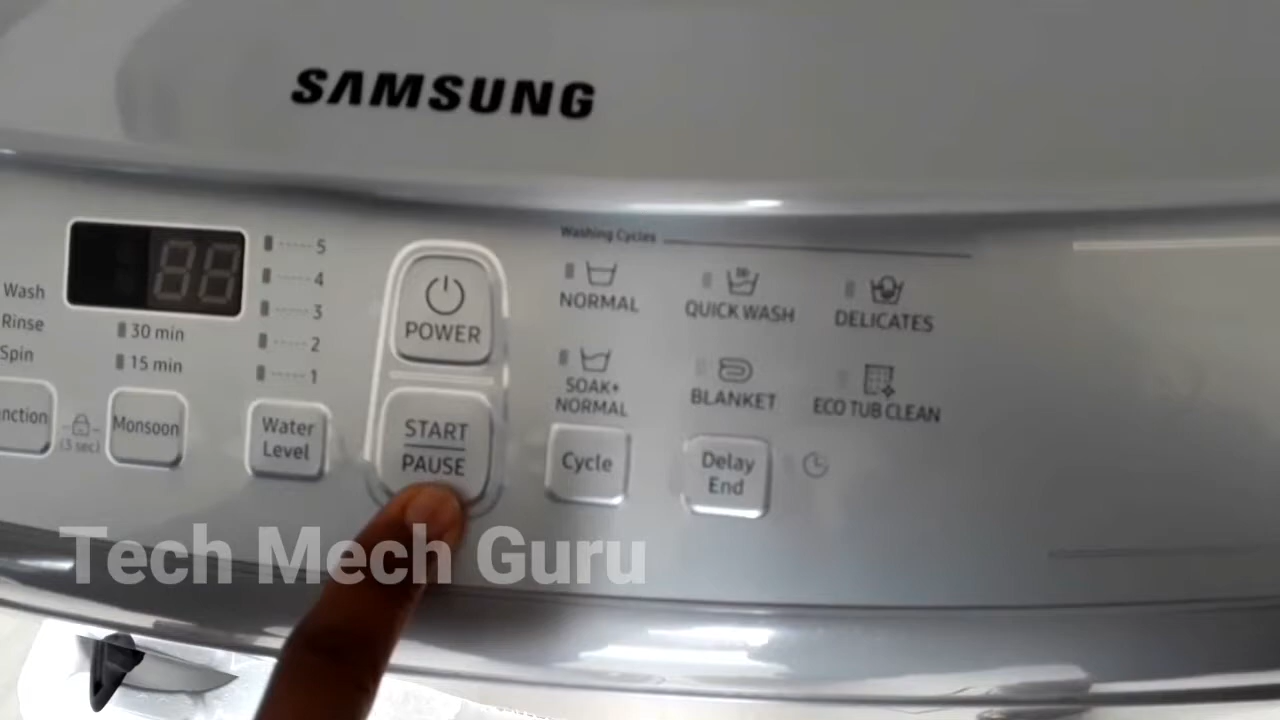 SAMSUNG
Wash
Rinse
Spin
30 min
15 min
5
4
3
2
1
nction
(3 sec)
Monsoon
Water
Level
POWER
START
PAUSE
Washing Cycles
NORMAL
QUICK WASH
DELICATES
SOAK+
NORMAL
BLANKET
ECO TUB CLEAN
Cycle
Delay
End
Tech Mech Guru